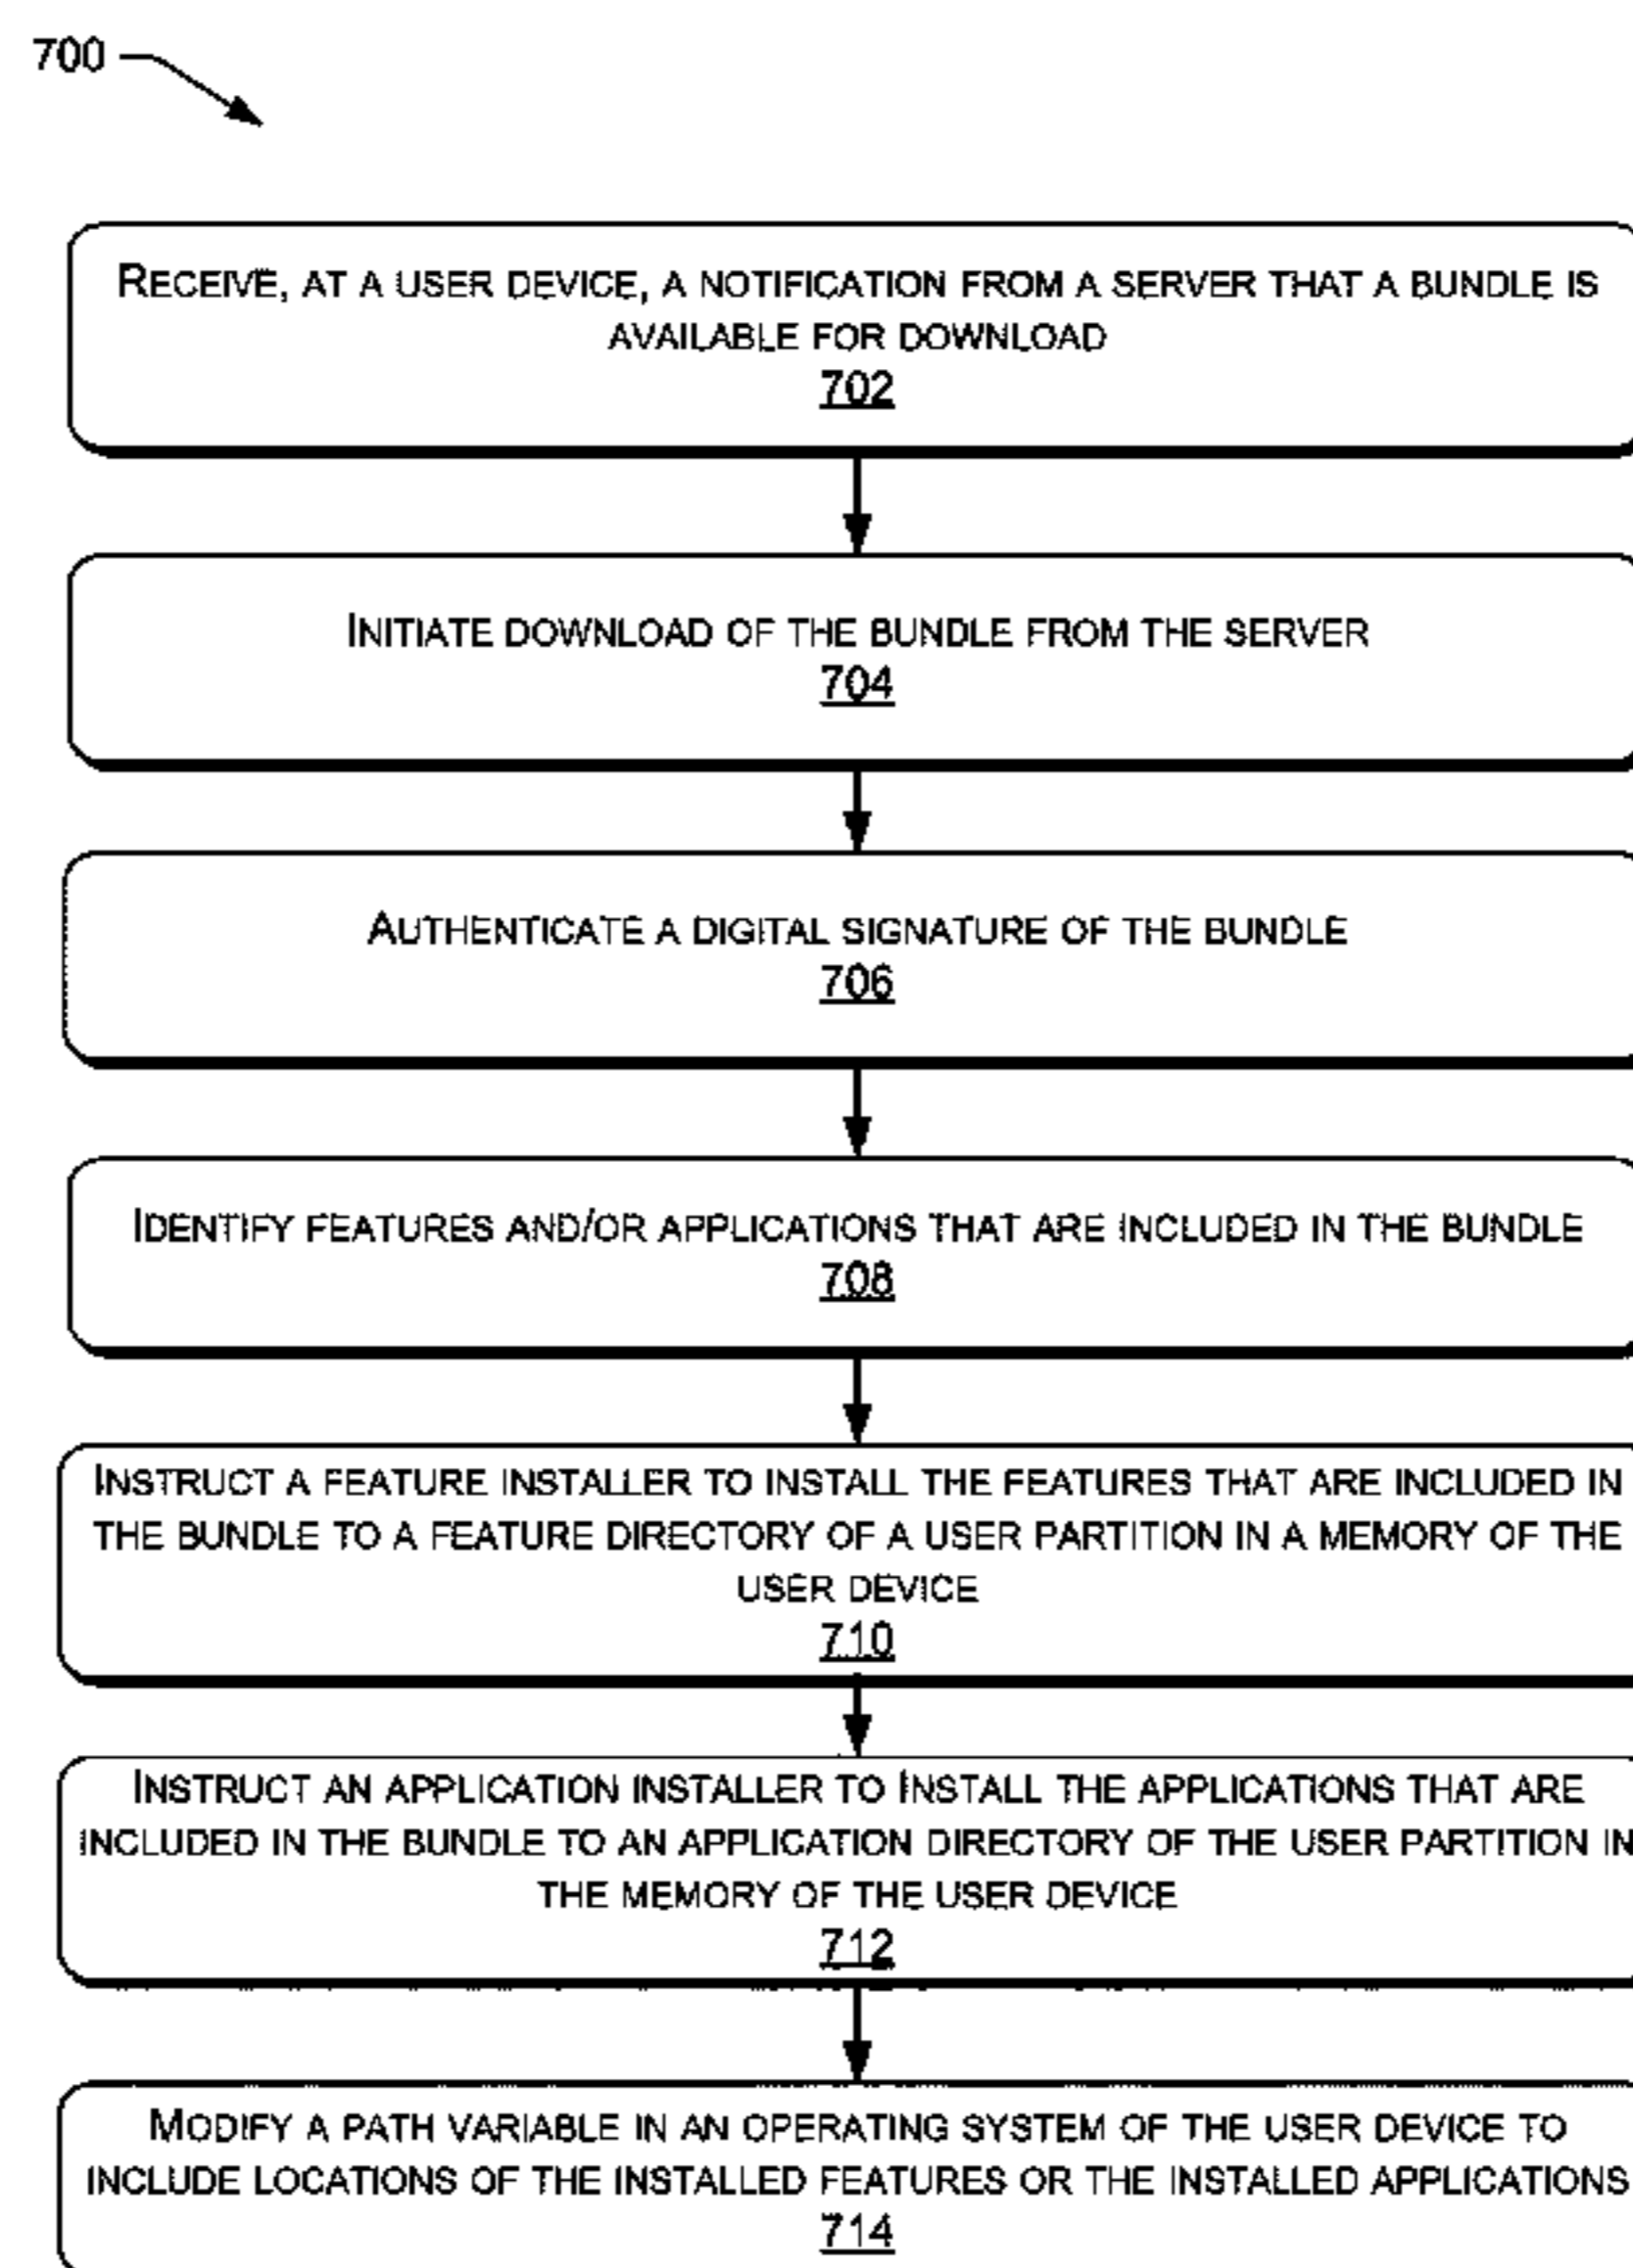 700
RECEIVE, AT A USER DEVICE, A NOTIFICATION FROM A SERVER THAT A BUNDLE IS
AVAILABLE FOR DOWNLOAD
702
INITIATE DOWNLOAD OF THE BUNDLE FROM THE SERVER
704
AUTHENTICATE A DIGITAL SIGNATURE OF THE BUNDLE
706
IDENTIFY FEATURES AND/OR APPLICATIONS THAT ARE INCLUDED IN THE BUNDLE
708
INSTRUCT A FEATURE INSTALLER TO INSTALL THE FEATURES THAT ARE INCLUDED IN
THE BUNDLE TO A FEATURE DIRECTORY OF A USER PARTITION IN A MEMORY OF THE
USER DEVICE
710
INSTRUCT AN APPLICATION INSTALLER TO INSTALL THE APPLICATIONS THAT ARE
INCLUDED IN THE BUNDLE TO AN APPLICATION DIRECTORY OF THE USER PARTITION IN
THE MEMORY OF THE USER DEVICE
712
MODIFY A PATH VARIABLE IN AN OPERATING SYSTEM OF THE USER DEVICE TO
INCLUDE LOCATIONS OF THE INSTALLED FEATURES OR THE INSTALLED APPLICATIONS
714